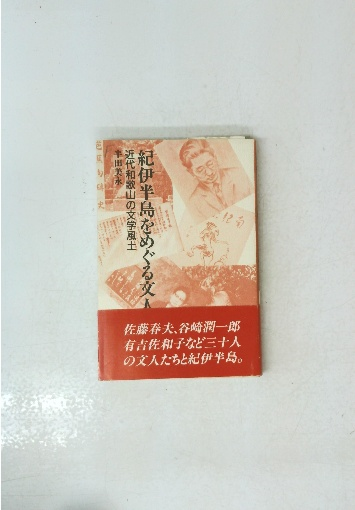 紀伊半島をめぐる文人
近代和歌山の文学風土
半田美永
佐藤春夫、谷崎潤一郎
有吉佐和子など三十人
の文人たちと紀伊半島。